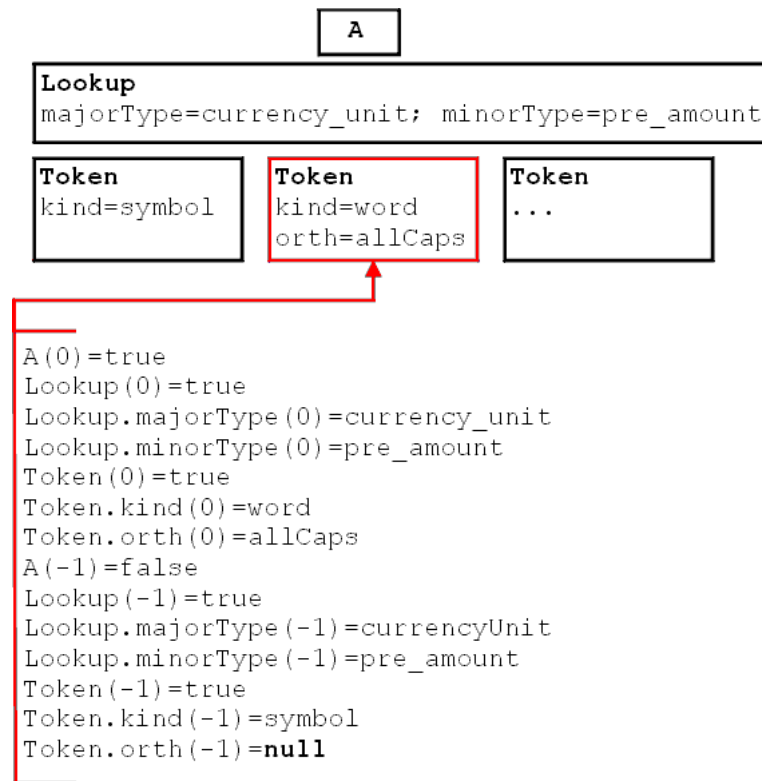 A
Lookup
majorType=currency_unit; minorType=pre_amount
Token
kind=symbol
Token
kind=word
orth=allCaps
Token
...
A(0)=true
Lookup(0)=true
Lookup.majorType(0)=currency_unit
Lookup.minorType(0)=pre_amount
Token(0)=true
Token.kind(0)=word
Token.orth(0)=allCaps
A(-1)=false
Lookup(-1)=true
Lookup.majorType(-1)=currencyUnit
Lookup.minorType(-1)=pre_amount
Token(-1)=true
Token.kind(-1)=symbol
Token.orth(-1)=null